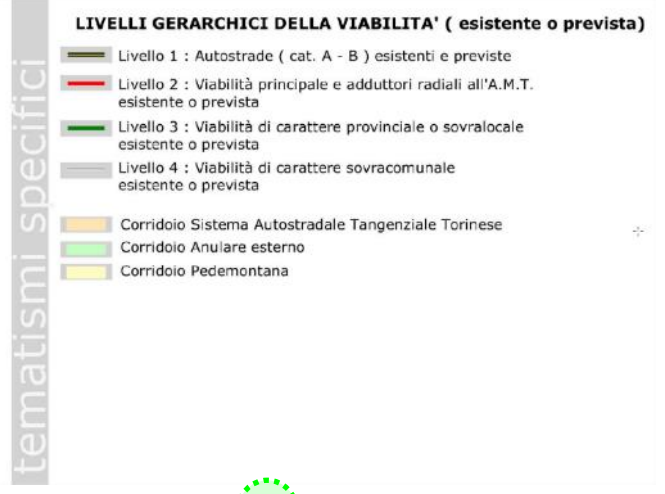 LIVELLI GERARCHICI DELLA VIABILITA' ( esistente o prevista)
Livello 1 : Autostrade ( cat. A - B ) esistenti e previste
Livello 2 : Viabilità principale e adduttori radiali all'A.M.T.
esistente o prevista
Livello 3 : Viabilità di carattere provinciale o sovralocale
esistente o prevista
Livello 4 : Viabilità di carattere sovracomunale
esistente o prevista
Corridoio Sistema Autostradale Tangenziale Torinese
Corridoio Anulare esterno
Corridoio Pedemontana
tematismi specifici